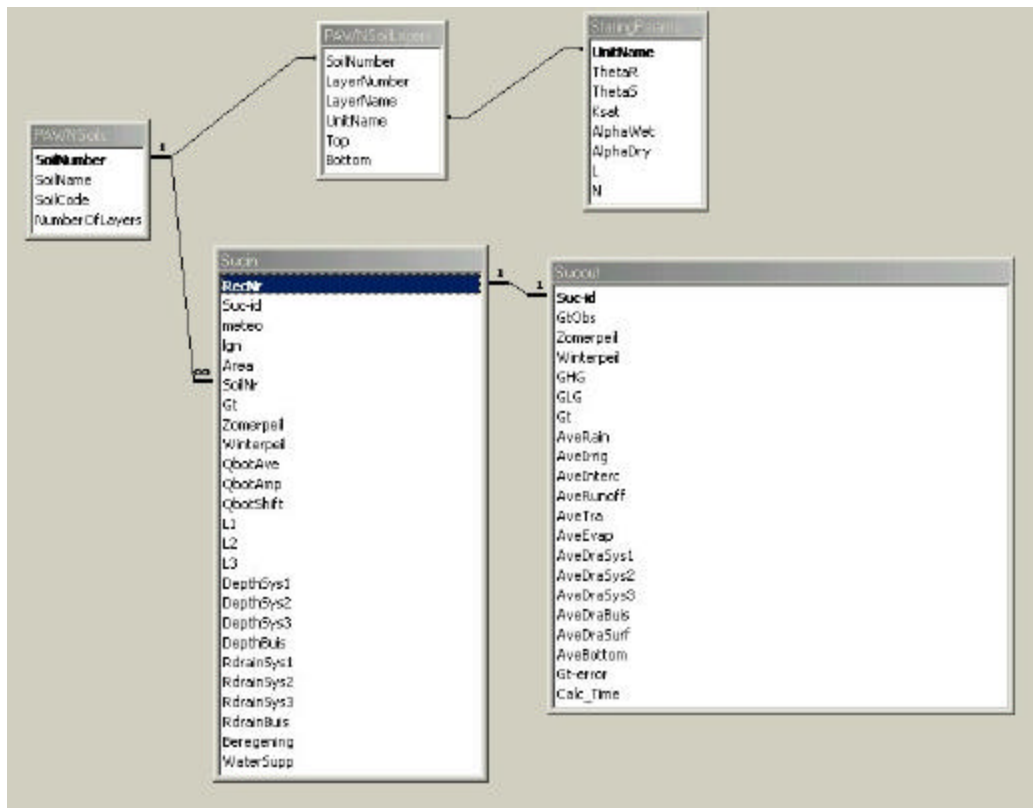 PAWNSoilLayers
SoilNumber
LayerNumber
LayerName
UnitName
Top
Bottom
UnitName
ThetaR
ThetaS
Ksat
AlphaWet
AlphaDry
L
N
PAWNSoils
SoilNumber
SoilName
SoilCode
NumberOfLayers
1
∞
Sucin
RecNr
Suc-id
meteo
lgn
Area
SoilNr
Gt
Zomerpeil
Winterpeil
QbotAve
QbotAmp
QbotShift
L1
L2
L3
DepthSys1
DepthSys2
DepthSys3
DepthBuis
RdrainSys1
RdrainSys2
RdrainSys3
RdrainBuis
Beregening
WaterSupp
1
1
Sucout
Suc-id
GtObs
Zomerpeil
Winterpeil
GHG
GLG
Gt
AveRain
AveIrrig
AveInterc
AveRunoff
AveTra
AveEvap
AveDraSys1
AveDraSys2
AveDraSys3
AveDraBuis
AveDraSurf
AveBottom
Gt-error
Calc_Time